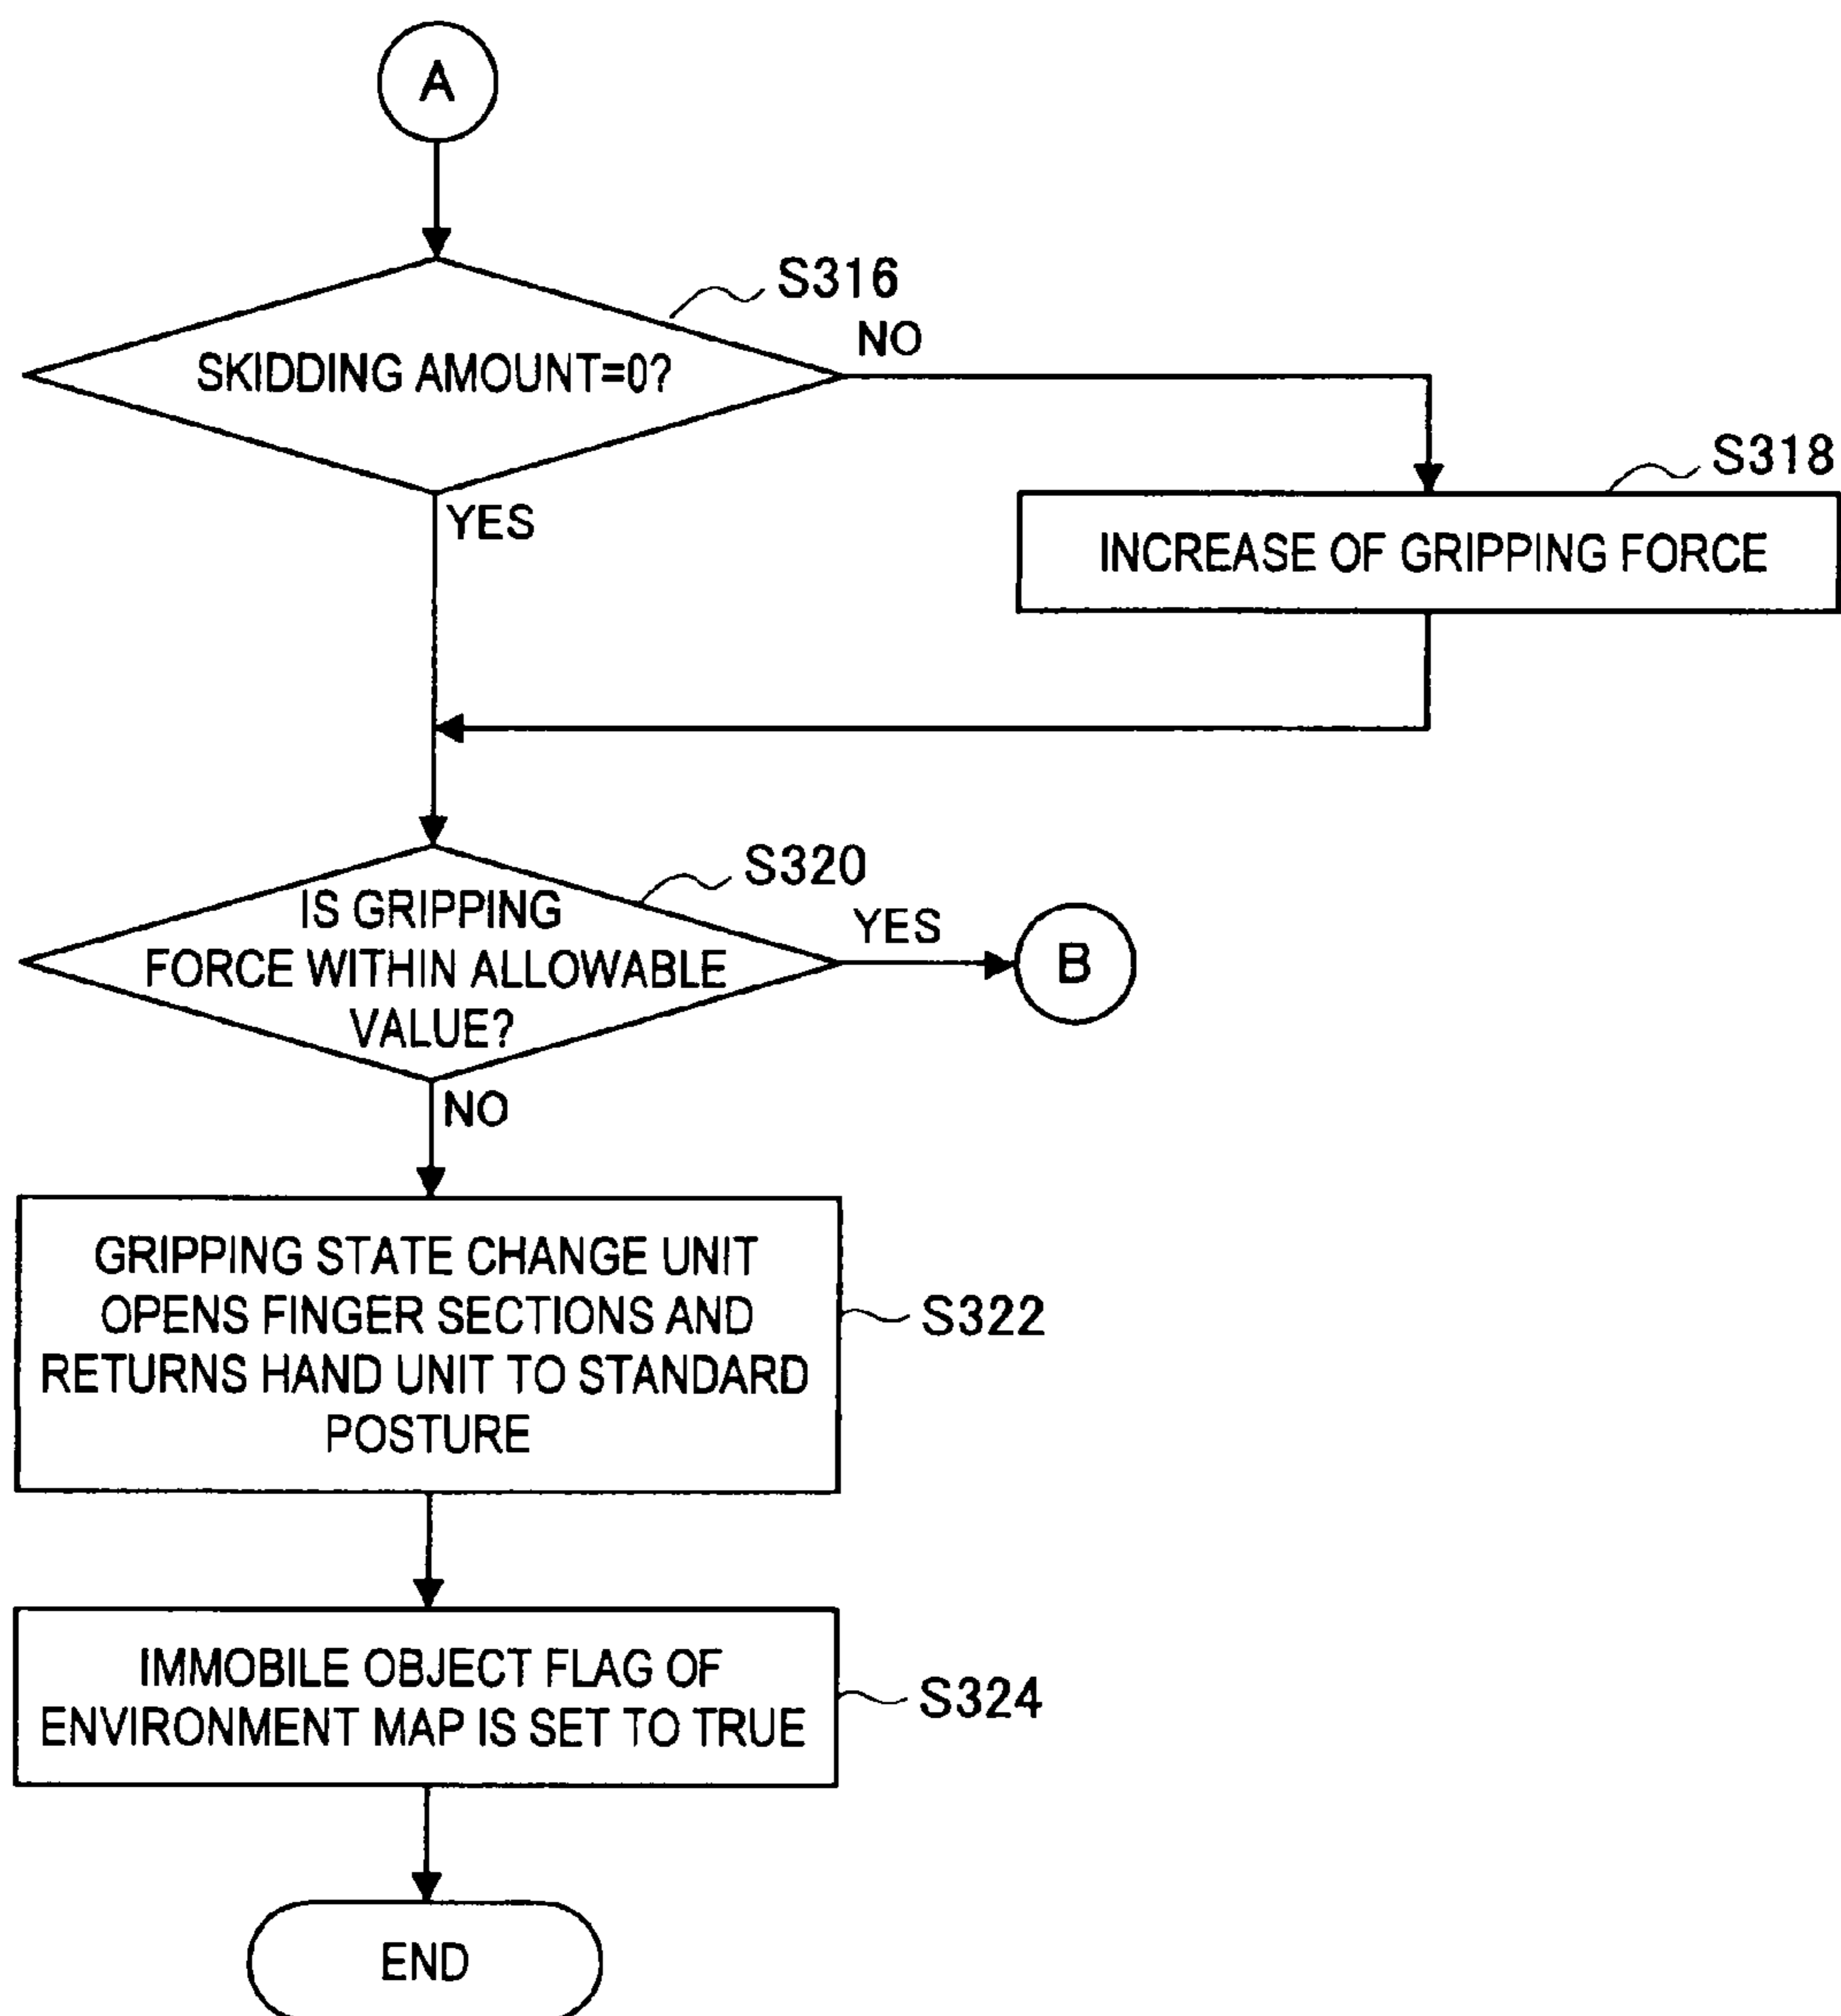 A
S316
NO
SKIDDING AMOUNT=0?
S318
YES
INCREASE OF GRIPPING FORCE
S320
IS GRIPPING
FORCE WITHIN ALLOWABLE
VALUE?
YES
B
NO
GRIPPING STATE CHANGE UNIT
OPENS FINGER SECTIONS AND
RETURNS HAND UNIT TO STANDARD
POSTURE
S322
IMMOBILE OBJECT FLAG OF
ENVIRONMENT MAP IS SET TO TRUE
S324
END